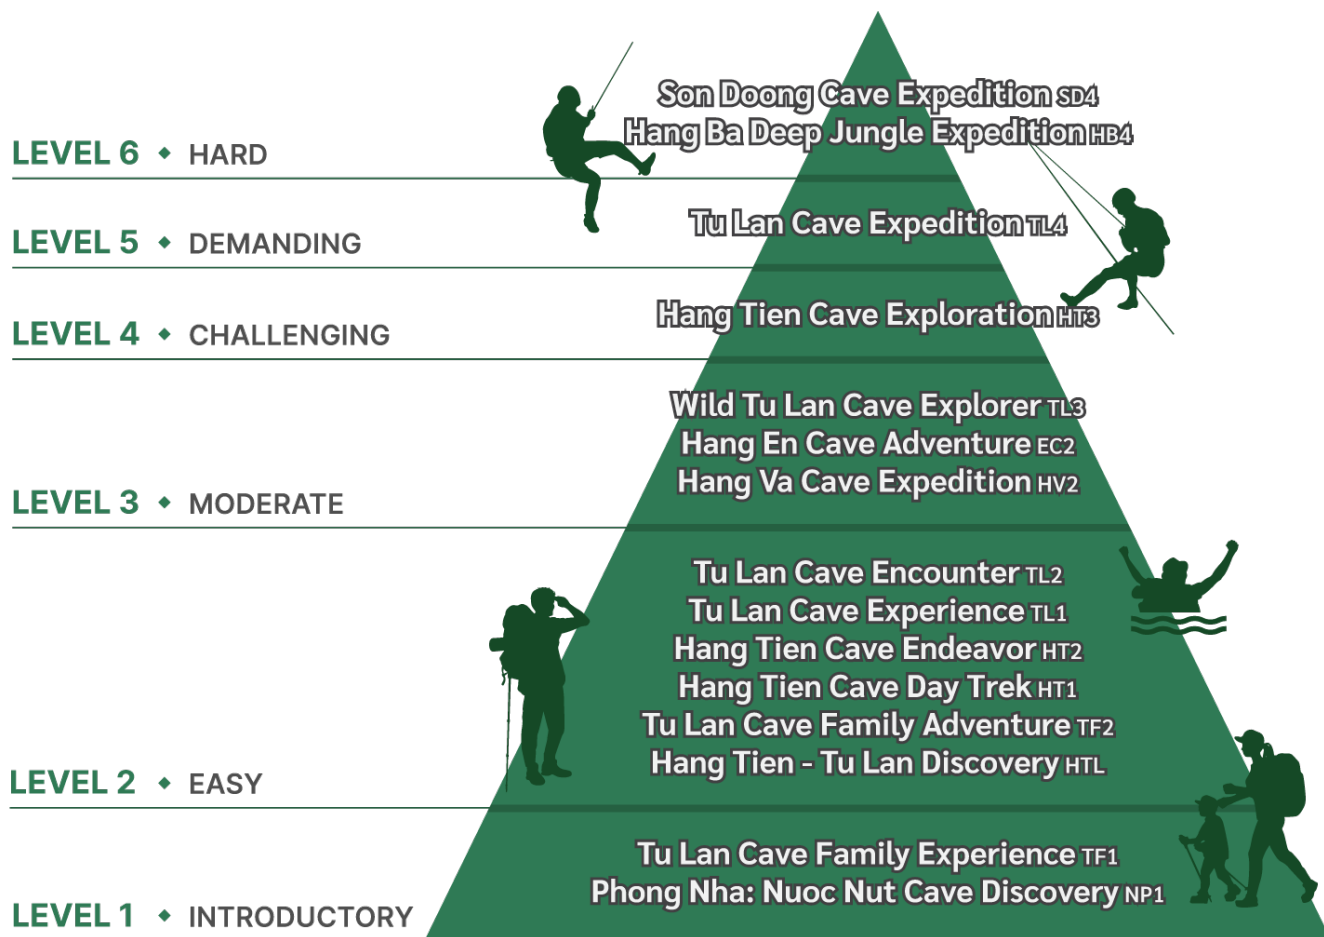 Son Doong Cave Expedition SD4
Hang Ba Deep Jungle Expedition HB4
LEVEL 6 ◆ HARD
Tu Lan Cave Expedition TL4
LEVEL 5 ◆ DEMANDING
Hang Tien Cave Exploration HT3
LEVEL 4 ◆ CHALLENGING
Wild Tu Lan Cave Explorer TL3
Hang En Cave Adventure EC2
Hang Va Cave Expedition HV2
LEVEL 3 ◆ MODERATE
Tu Lan Cave Encounter TL2
Tu Lan Cave Experience TL1
Hang Tien Cave Endeavor HT2
Hang Tien Cave Day Trek HT1
Tu Lan Cave Family Adventure TF2
Hang Tien - Tu Lan Discovery HTL
LEVEL 2 ◆ EASY
Tu Lan Cave Family Experience TF1
Phong Nha: Nuoc Nut Cave Discovery NP1
LEVEL 1 ◆ INTRODUCTORY